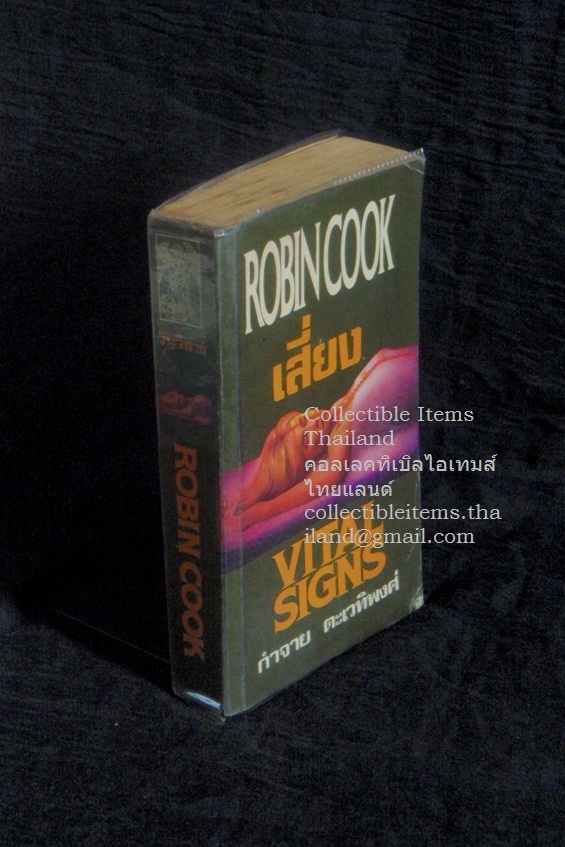 ROBIN COOK
เสี่ยง
VITAL
SIGNS
กำจาย ตะเวทิพงศ์
ROBIN COOK
Collectible Items
Thailand
คอลเลคทิเบิลไอเทมส์
ไทยแลนด์
collectibleitems.tha
iland@gmail.com